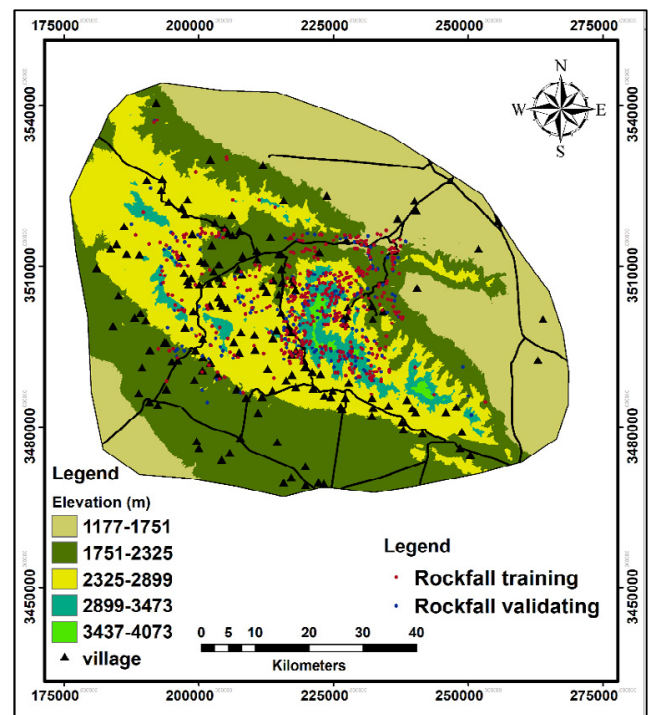 175000 200000 225000 250000 275000
N
W E
S
3540000 3540000
3510000 3510000
3480000 3480000
3450000 3450000
Legend
Elevation (m)
1177-1751
1751-2325
2325-2899
2899-3473
3437-4073
village
Legend
Rockfall training
Rockfall validating
0 5 10 20 30 40
Kilometers
175000 200000 225000 250000 275000